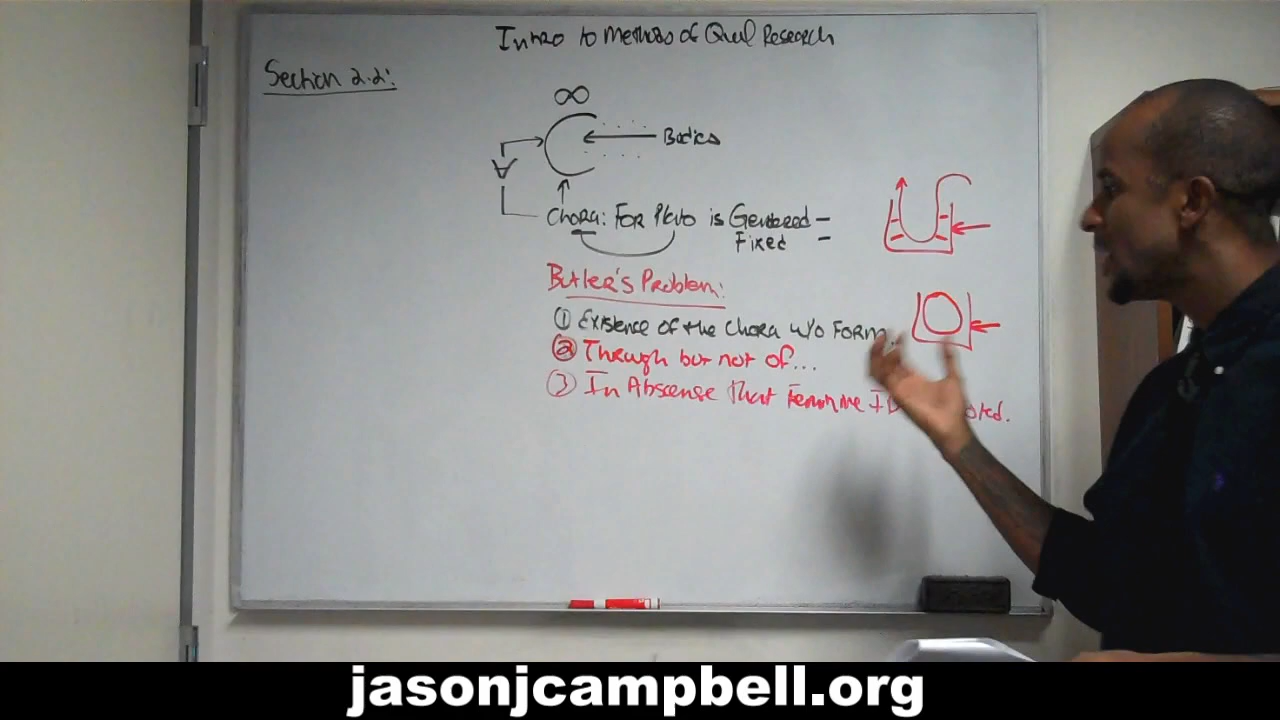 Intro to Methods of Qual Research
Section 2.2:
∞
Bodies
∀
Chora: For Plato is Gendered –
Fixed –
Butler's Problem:
① Existence of the Chora w/o Form
② Through but not of...
③ In Absense that Feminine
jasonjcampbell.org